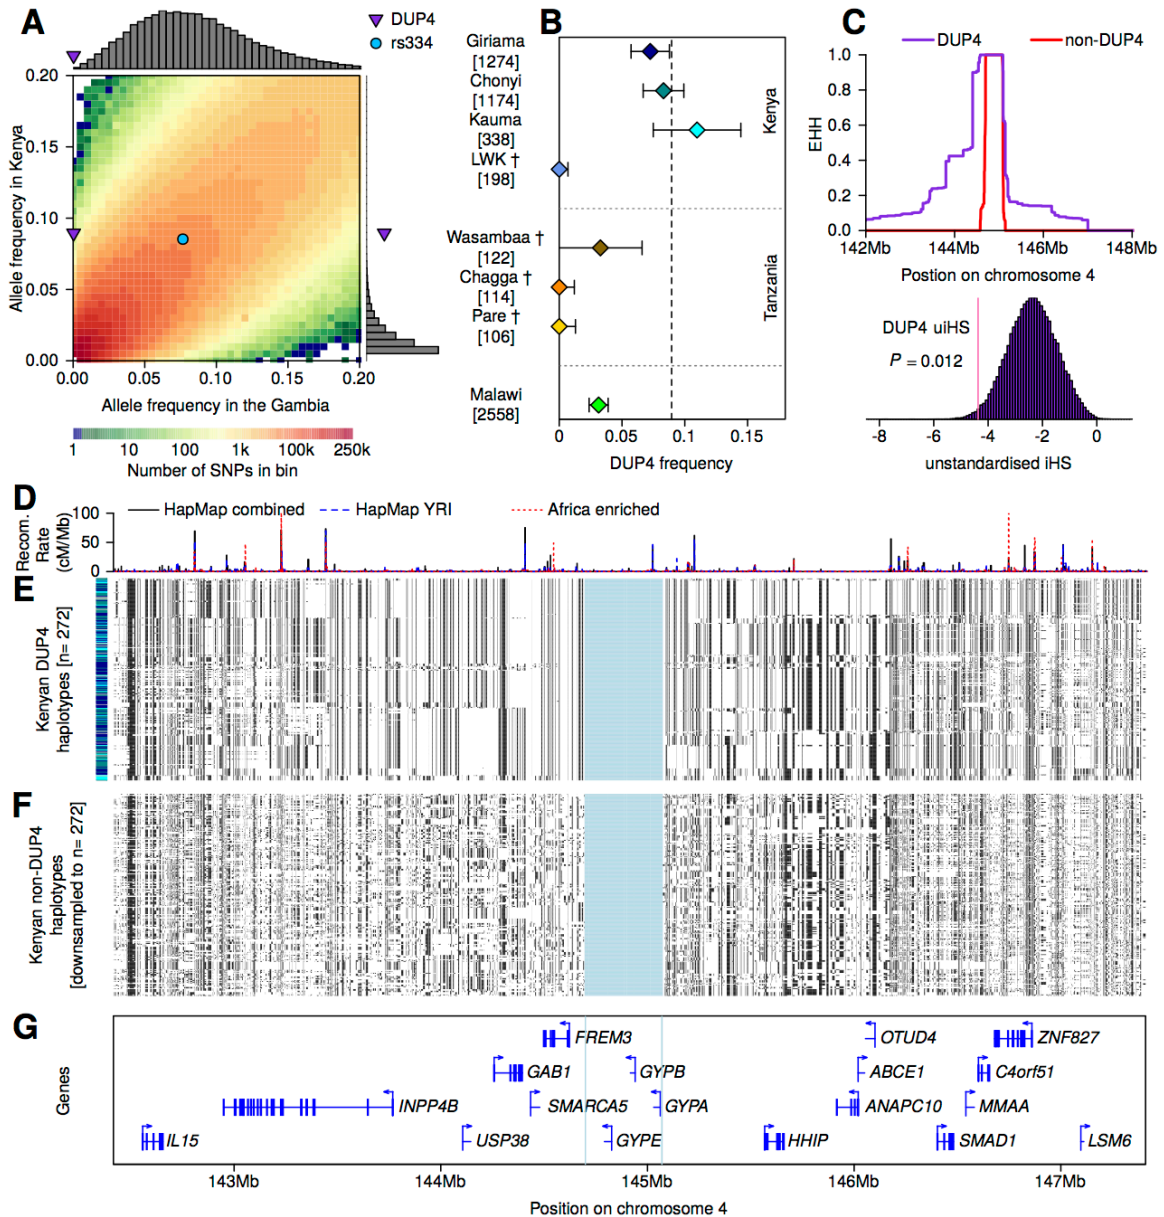 A
DUP4
rs334
0.20
0.15
0.10
0.05
0.00
Allele frequency in Kenya
0.00 0.05 0.10 0.15 0.20
Allele frequency in the Gambia
1 10 100 1k 10k 100k 250k
Number of SNPs in bin
B
Giriama
[1274]
Chonyi
[1174]
Kauma
[338]
LWK †
[198]
Wasambaa †
[122]
Chagga †
[114]
Pare †
[106]
Malawi
[2558]
Kenya
Tanzania
0 0.05 0.1 0.15
DUP4 frequency
C
DUP4 non-DUP4
1.0
0.8
0.6
0.4
0.2
0.0
EHH
142Mb 144Mb 146Mb 148Mb
Postion on chromosome 4
DUP4 uiHS
P = 0.012
-8 -6 -4 -2 0
unstandardised iHS
D
HapMap combined HapMap YRI Africa enriched
Recom.
Rate
(cM/Mb)
100
50
0
E
Kenyan DUP4
haplotypes [n= 272]
F
Kenyan non-DUP4
haplotypes
[downsampled to n= 272]
G
Genes
FREM3 OTUD4 ZNF827
GAB1 GYPB ABCE1 C4orf51
INPP4B SMARCA5 GYPA ANAPC10 MMAA
IL15 USP38 GYPE HHIP SMAD1 LSM6
143Mb 144Mb 145Mb 146Mb 147Mb
Position on chromosome 4